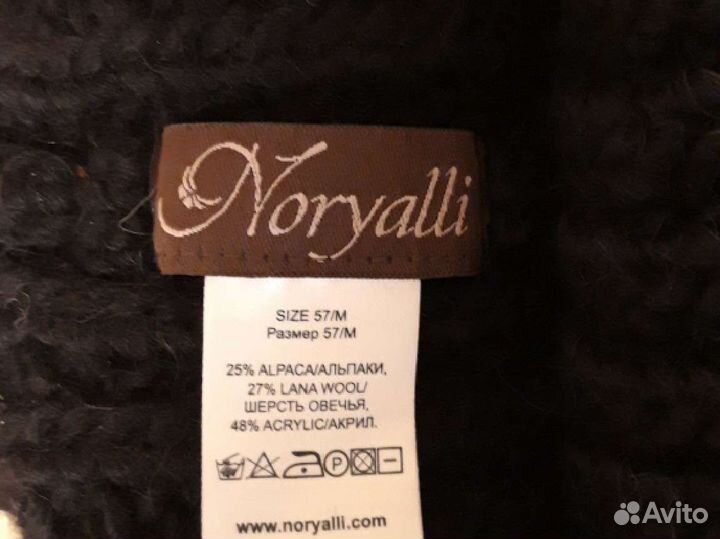 Noryalli
SIZE 57/M
Размер 57/M
25% ALPACA/АЛЬПАКИ,
27% LANA WOOL/
ШЕРСТЬ ОВЕЧЬЯ,
48% ACRYLIC/АКРИЛ.
P
www.noryalli.com
Avito